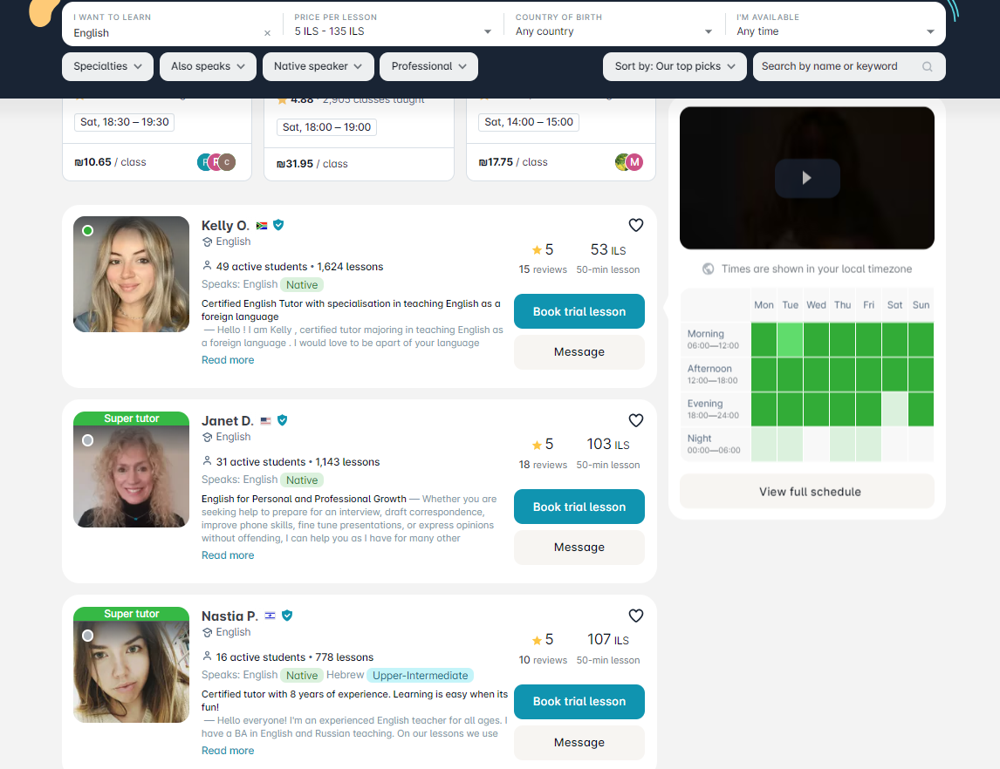 I WANT TO LEARN
English
PRICE PER LESSON
5 ILS - 135 ILS
COUNTRY OF BIRTH
Any country
I'M AVAILABLE
Any time
Specialties
Also speaks
Native speaker
Professional
Sort by: Our top picks
Search by name or keyword
4.88 • 2,905 classes taught
Sat, 18:30 – 19:30
Sat, 18:00 – 19:00
Sat, 14:00 – 15:00
₪10.65 / class
C
₪31.95 / class
₪17.75 / class
M
Kelly O.
English
49 active students • 1,624 lessons
Speaks: English Native
Certified English Tutor with specialisation in teaching English as a
foreign language
— Hello ! I am Kelly , certified tutor majoring in teaching English as
a foreign language . I would love to be apart of your language
Read more
5
15 reviews
53 ILS
50-min lesson
Book trial lesson
Message
Super tutor
Janet D.
English
31 active students • 1,143 lessons
Speaks: English Native
English for Personal and Professional Growth — Whether you are
seeking help to prepare for an interview, draft correspondence,
improve phone skills, fine tune presentations, or express opinions
without offending, I can help you as I have for many other
Read more
5
18 reviews
103 ILS
50-min lesson
Book trial lesson
Message
Super tutor
Nastia P.
English
16 active students • 778 lessons
Speaks: English Native Hebrew Upper-Intermediate
Certified tutor with 8 years of experience. Learning is easy when its
fun!
— Hello everyone! I'm an experienced English teacher for all ages. I
have a BA in English and Russian teaching. On our lessons we use
Read more
5
10 reviews
107 ILS
50-min lesson
Book trial lesson
Message
Times are shown in your local timezone
Mon Tue Wed Thu Fri Sat Sun
Morning
06:00—12:00
Afternoon
12:00—18:00
Evening
18:00—24:00
Night
00:00—06:00
View full schedule